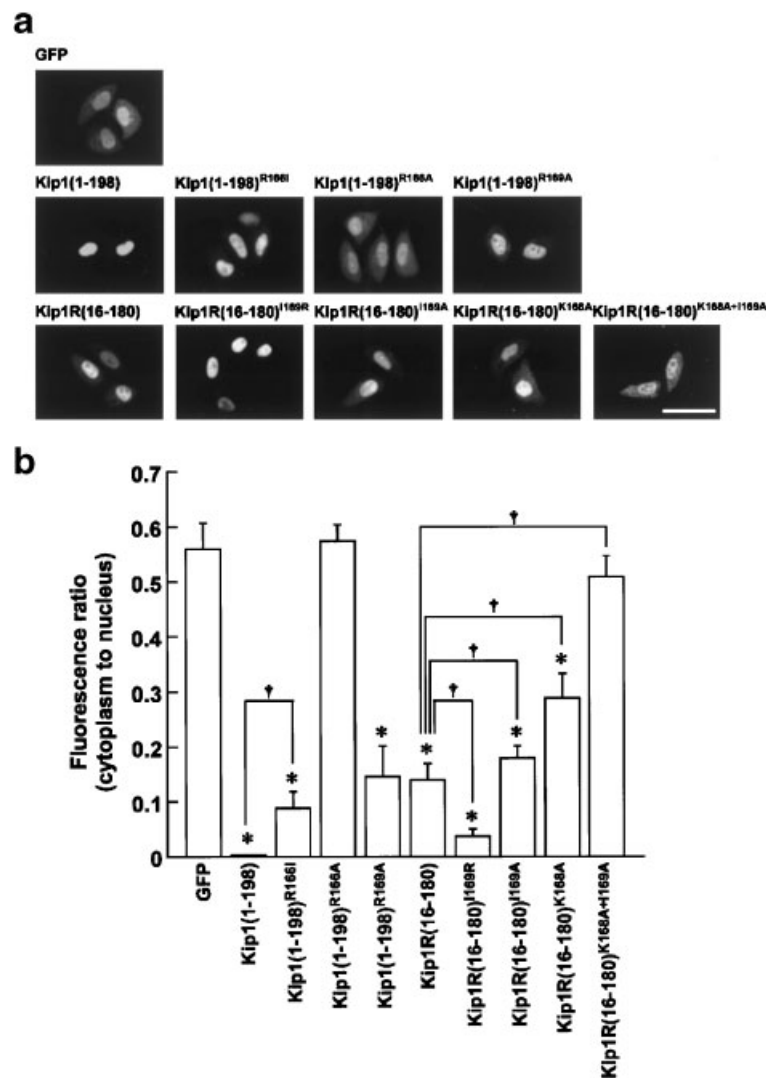 a
GFP
Kip1(1-198) Kip1(1-198)R166I Kip1(1-198)R166A Kip1(1-198)R169A
Kip1R(16-180) Kip1R(16-180)I169R Kip1R(16-180)I169A Kip1R(16-180)K168A Kip1R(16-180)K168A+I169A
b
Fluorescence ratio
(cytoplasm to nucleus)
0.7
0.6
0.5
0.4
0.3
0.2
0.1
0
†
†
†
†
†
*
*
*
*
*
*
*
GFP
Kip1(1-198)
Kip1(1-198)R166I
Kip1(1-198)R166A
Kip1(1-198)R169A
Kip1R(16-180)
Kip1R(16-180)I169R
Kip1R(16-180)I169A
Kip1R(16-180)K168A
Kip1R(16-180)K168A+I169A